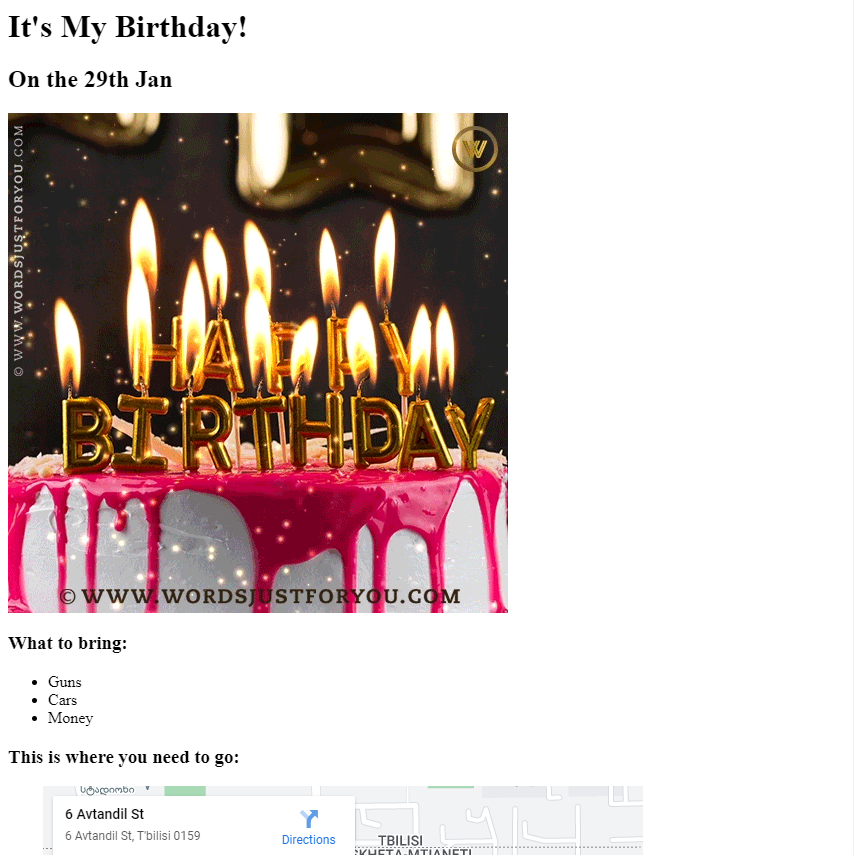 It's My Birthday!
On the 29th Jan
© WWW.WORDSJUSTFORYOU.COM
W
HAPPY
BIRTHDAY
© WWW.WORDSJUSTFORYOU.COM
What to bring:
Guns
Cars
Money
This is where you need to go:
სტადიონი
6 Avtandil St
6 Avtandil St, T'bilisi 0159
Directions
TBILISI
SKHETA-MTIANETI